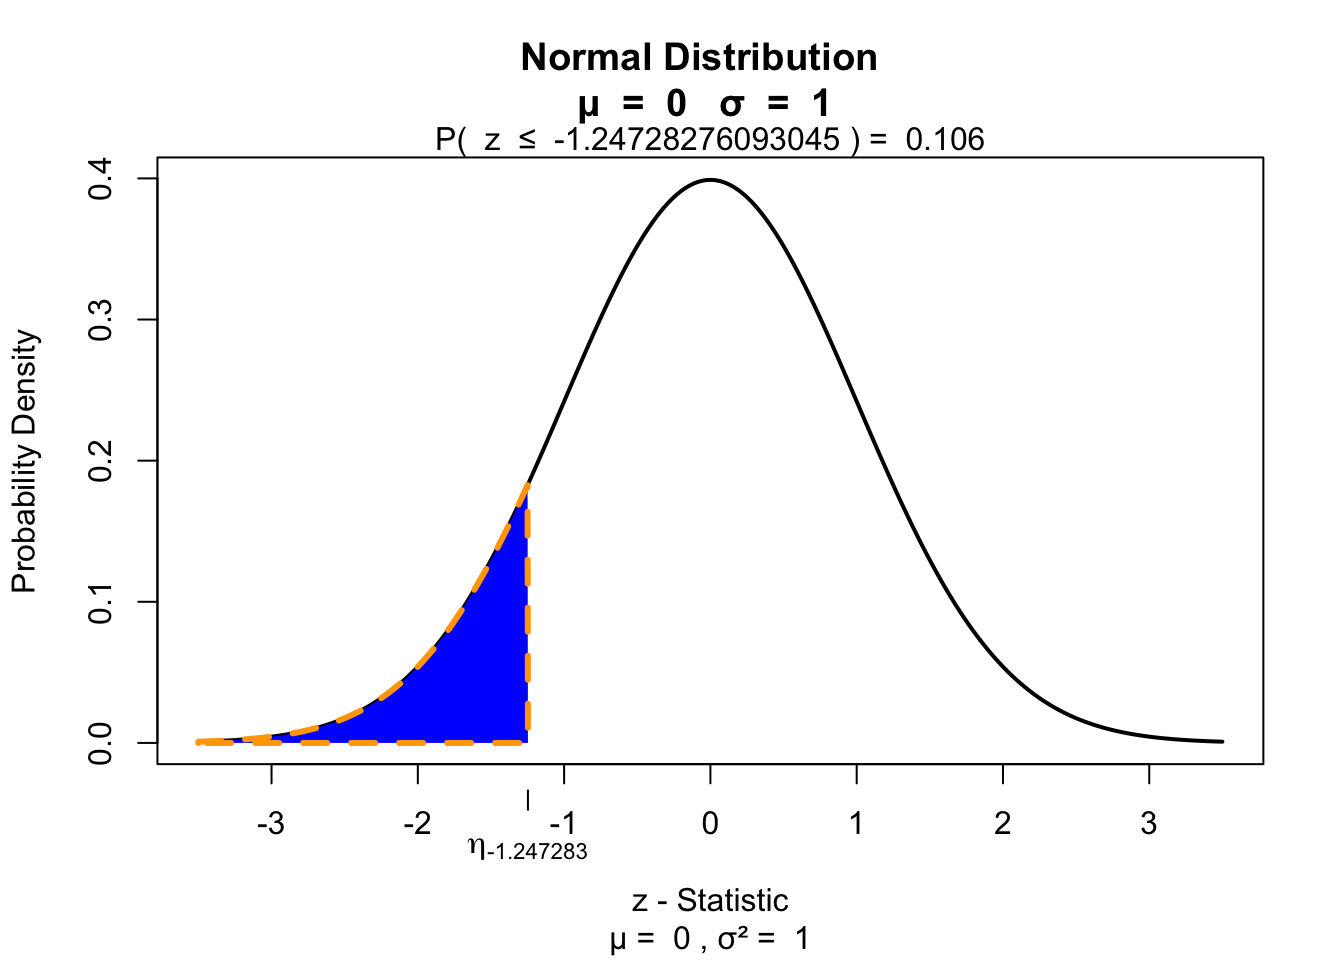 Normal Distribution
μ = 0 σ = 1
P( z ≤ -1.24728276093045 ) = 0.106
Probability Density
0.4
0.3
0.2
0.1
0.0
-3 -2 -1 0 1 2 3
η-1.247283
z - Statistic
μ = 0 , σ² = 1